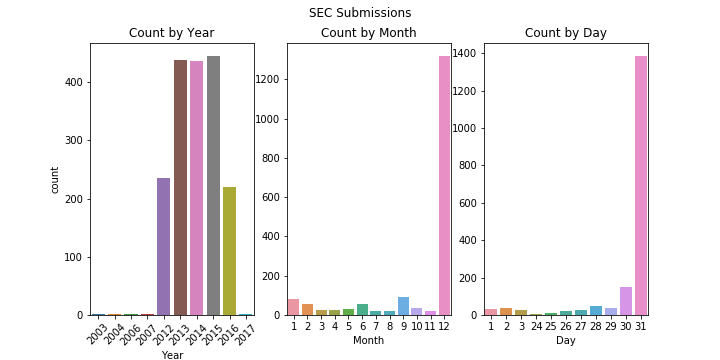 SEC Submissions
Count by Year
Count by Month
Count by Day
count
400
300
200
100
0
2003 2004 2006 2007 2012 2013 2014 2015 2016 2017
Year
1200
1000
800
600
400
200
0
1 2 3 4 5 6 7 8 9 10 11 12
Month
1400
1200
1000
800
600
400
200
0
1 2 3 24 25 26 27 28 29 30 31
Day